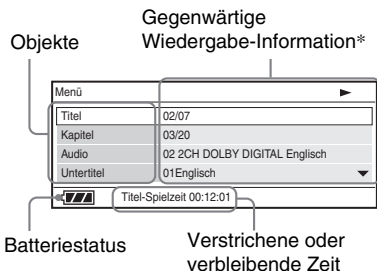 Gegenwärtige
Objekte Wiedergabe-Information*
Menü
Titel 02/07
Kapitel 03/20
Audio 02 2CH DOLBY DIGITAL Englisch
Untertitel 01Englisch
Titel-Spielzeit 00:12:01
Batteriestatus Verstrichene oder
verbleibende Zeit